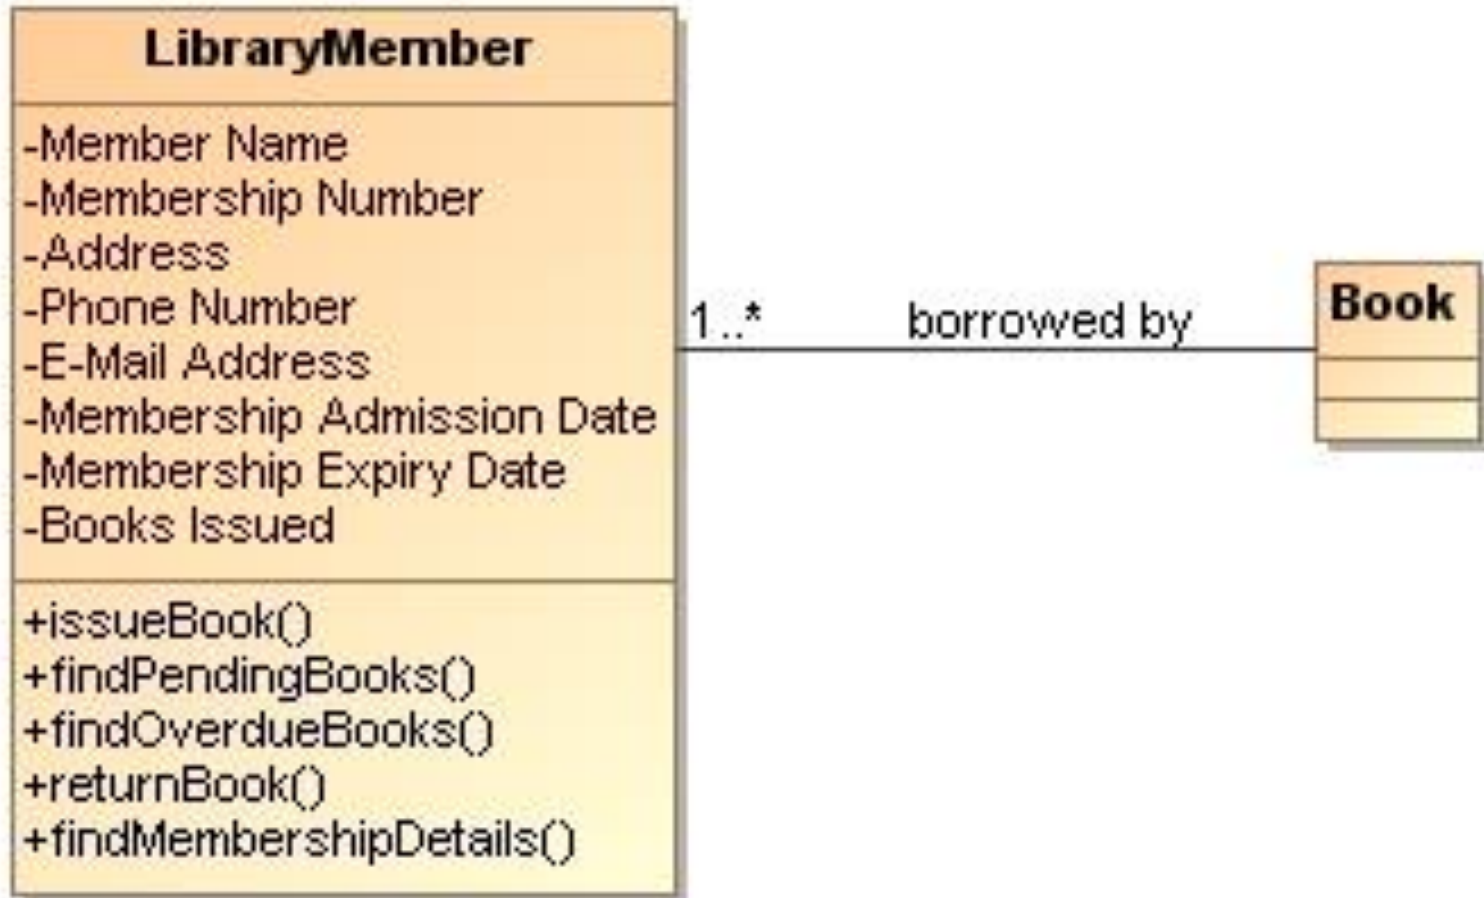 LibraryMember
-Member Name
-Membership Number
-Address
-Phone Number
-E-Mail Address
-Membership Admission Date
-Membership Expiry Date
-Books Issued
+issueBook()
+findPendingBooks()
+findOverdueBooks()
+returnBook()
+findMembershipDetails()
1..*
borrowed by
Book